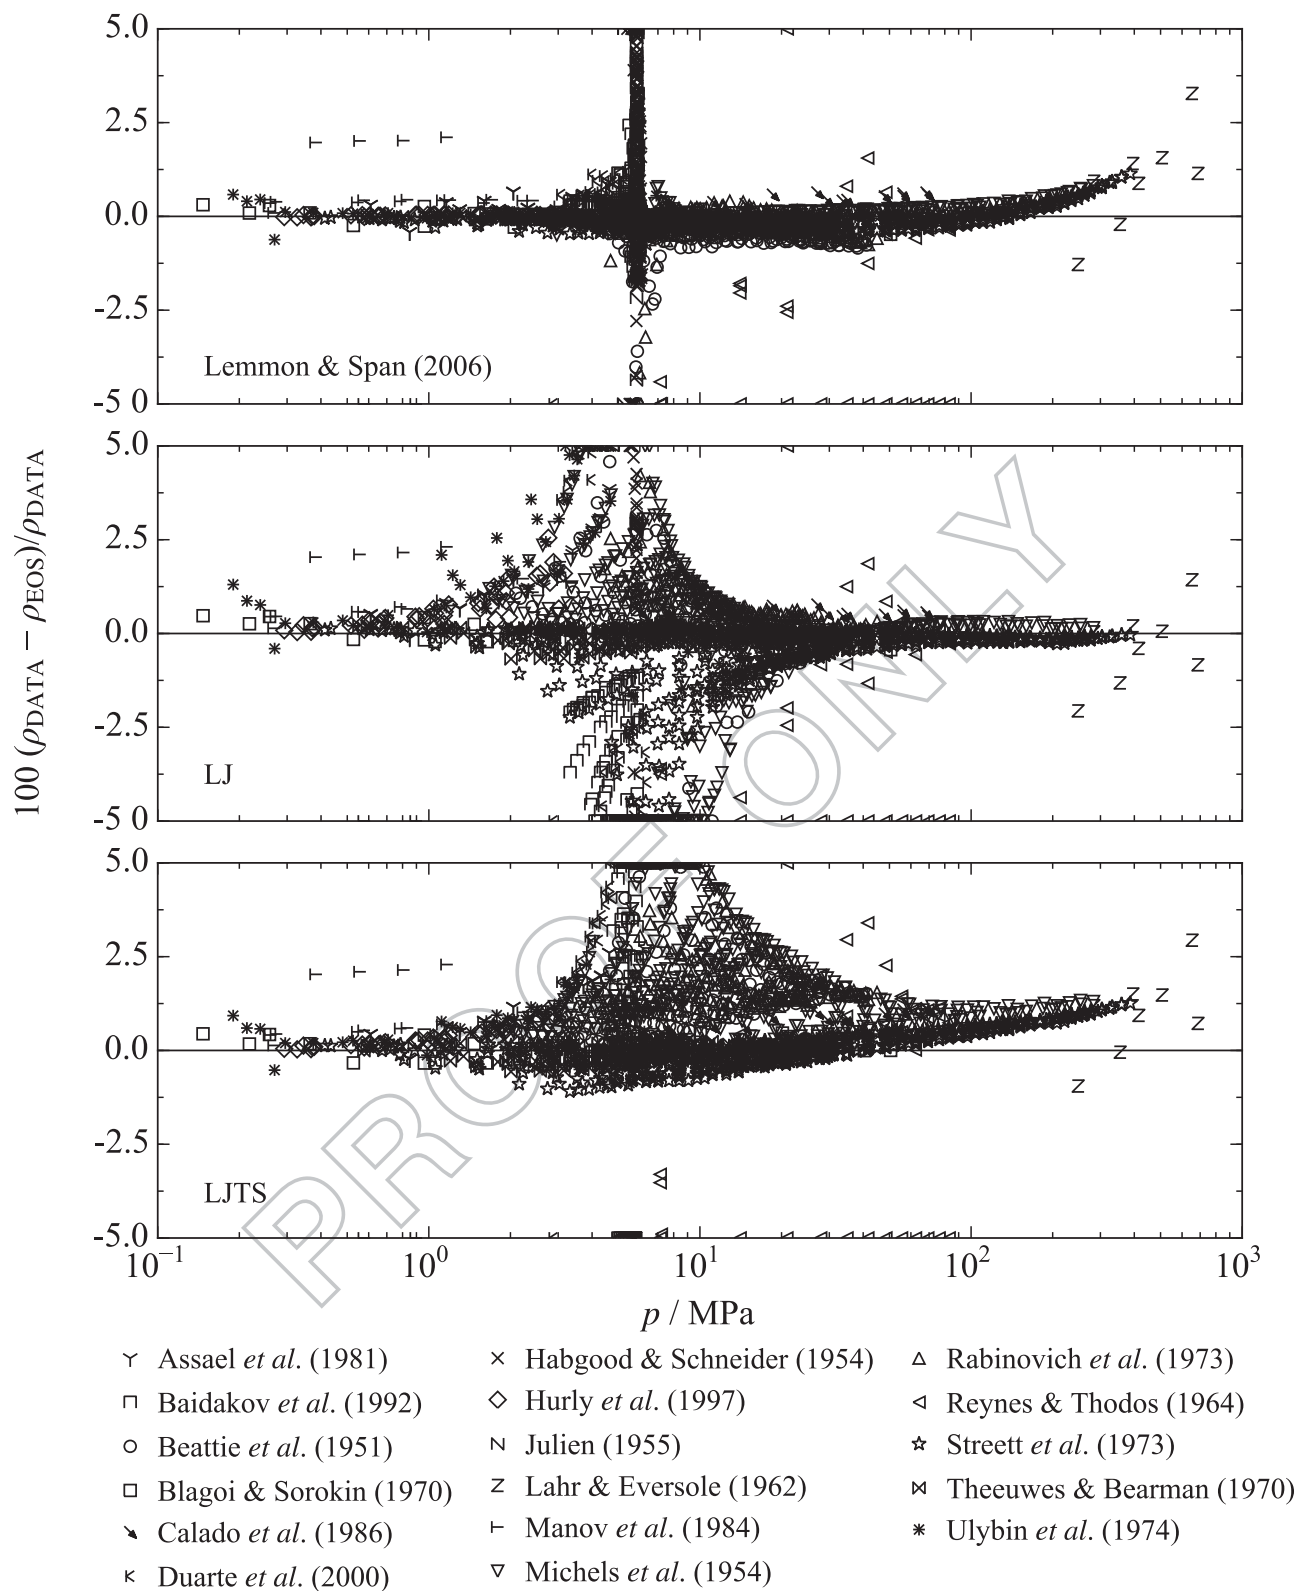 5.0
2.5
0.0
-2.5
-5 0
Lemmon & Span (2006)
5.0
2.5
0.0
-2.5
-5 0
LJ
5.0
2.5
0.0
-2.5
-5.0
LJTS
100 (ρDATA − ρEOS)/ρDATA
10⁻¹ 10⁰ 10¹ 10² 10³
p / MPa
PROOF ONLY
Assael et al. (1981)
Baidakov et al. (1992)
Beattie et al. (1951)
Blagoi & Sorokin (1970)
Calado et al. (1986)
Duarte et al. (2000)
Habgood & Schneider (1954)
Hurly et al. (1997)
Julien (1955)
Lahr & Eversole (1962)
Manov et al. (1984)
Michels et al. (1954)
Rabinovich et al. (1973)
Reynes & Thodos (1964)
Streett et al. (1973)
Theeuwes & Bearman (1970)
Ulybin et al. (1974)